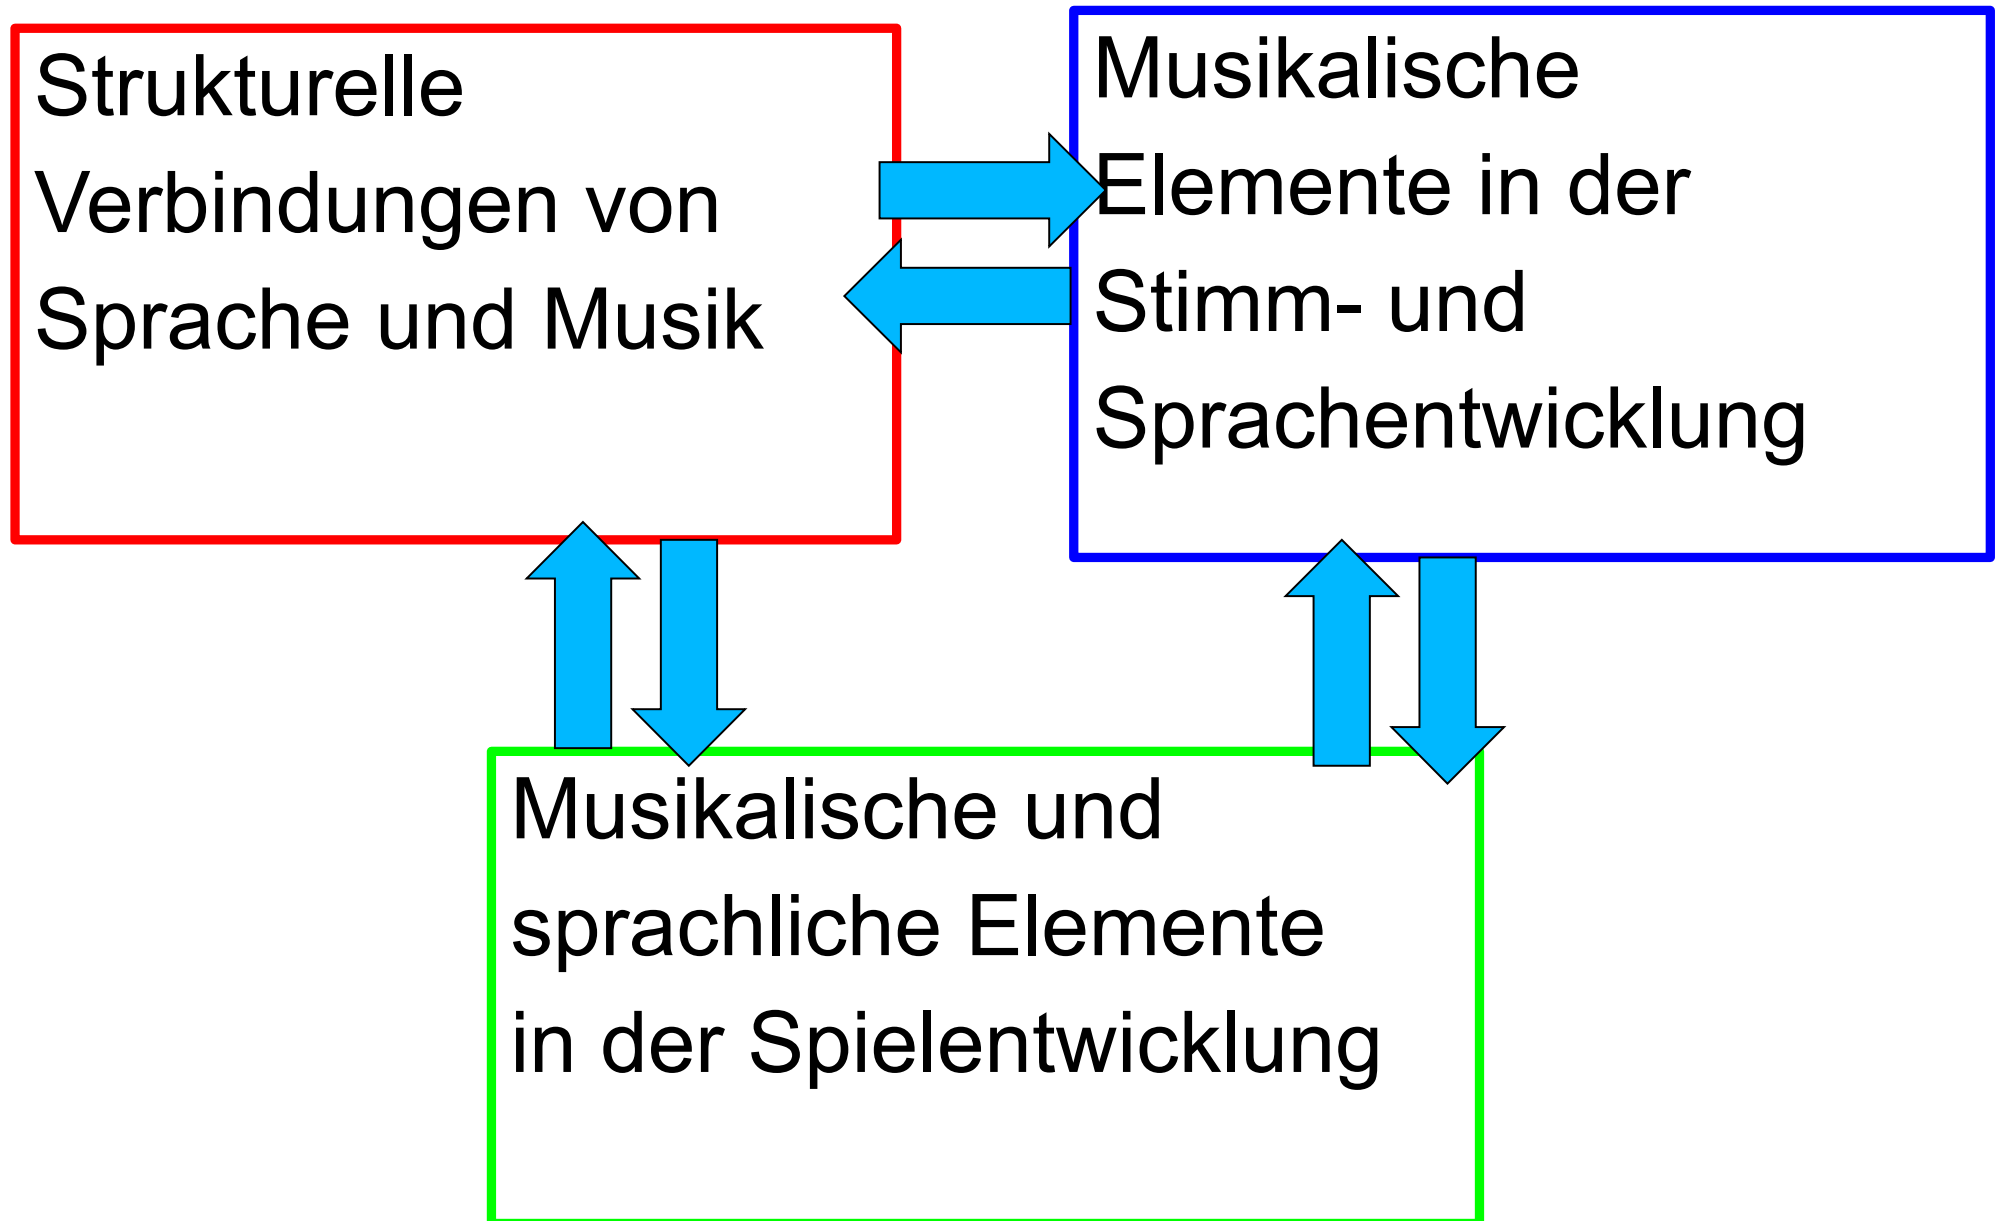 Strukturelle
Verbindungen von
Sprache und Musik
Musikalische
Elemente in der
Stimm- und
Sprachentwicklung
Musikalische und
sprachliche Elemente
in der Spielentwicklung